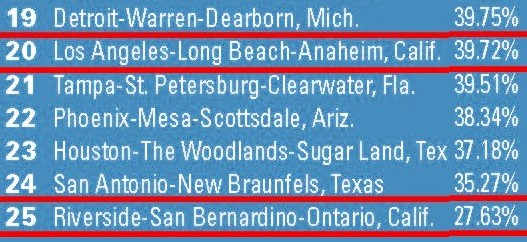 19 Detroit-Warren-Dearborn, Mich. 39.75%
20 Los Angeles-Long Beach-Anaheim, Calif. 39.72%
21 Tampa-St. Petersburg-Clearwater, Fla. 39.51%
22 Phoenix-Mesa-Scottsdale, Ariz. 38.34%
23 Houston-The Woodlands-Sugar Land, Tex 37.18%
24 San Antonio-New Braunfels, Texas 35.27%
25 Riverside-San Bernardino-Ontario, Calif. 27.63%